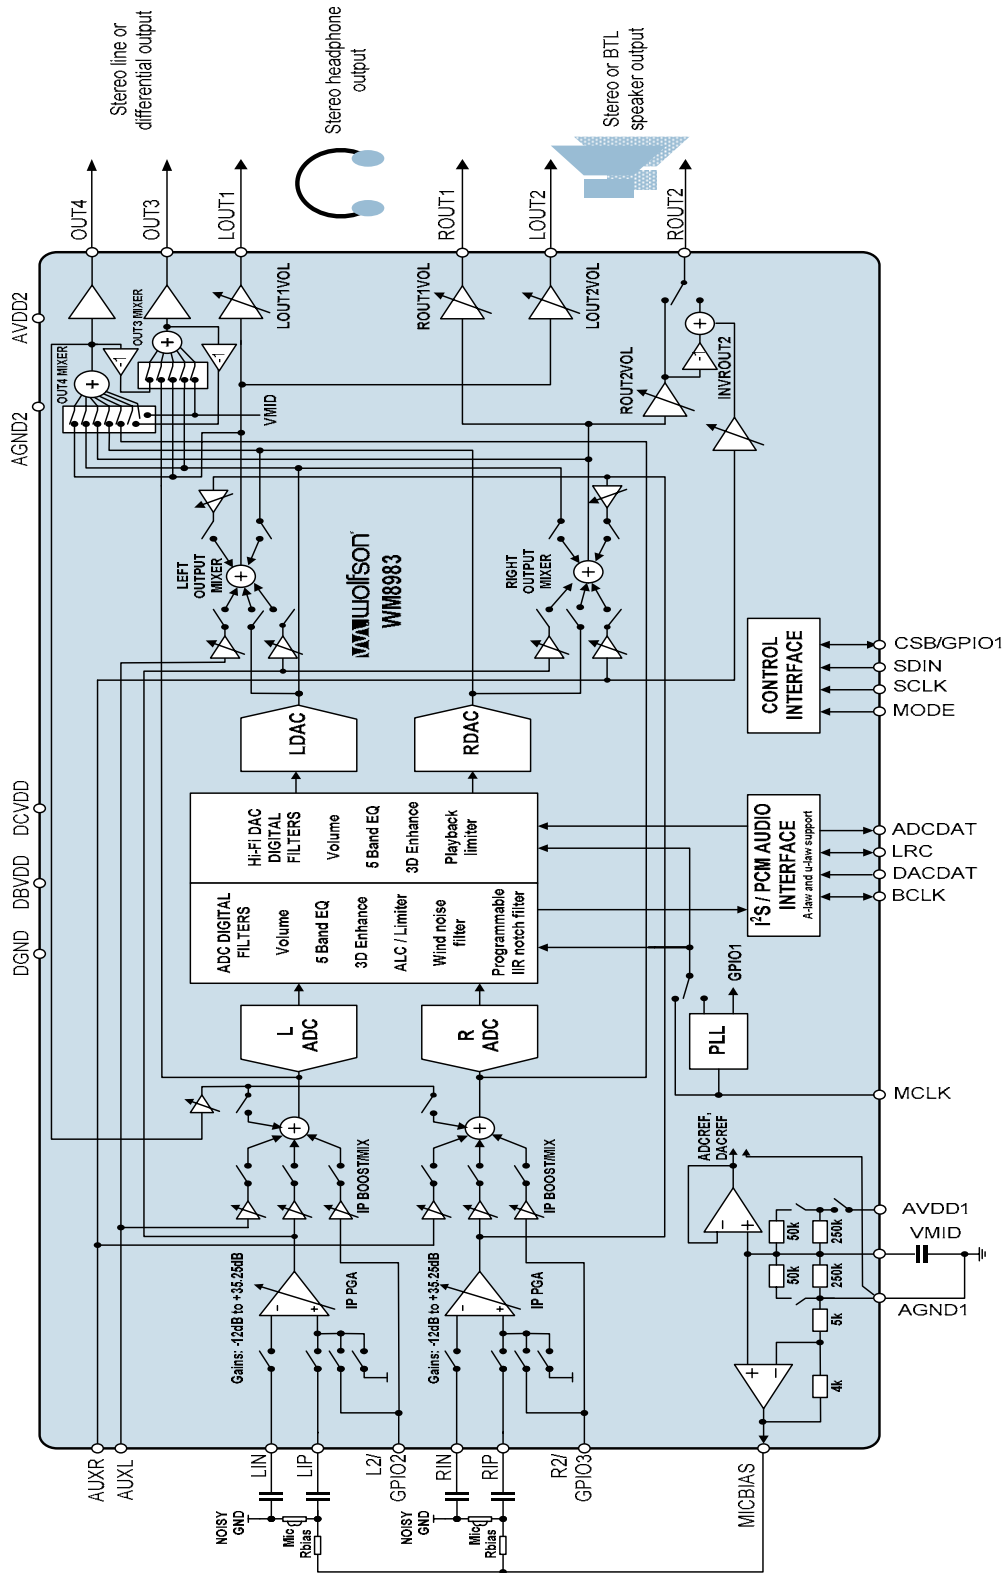 Stereo line or
differential output
Stereo headphone
output
Stereo or BTL
speaker output
OUT4
OUT3
LOUT1
ROUT1
LOUT2
ROUT2
AVDD2
AGND2
DCVDD
DBVDD
DGND
OUT4 MIXER
OUT3 MIXER
+
+
-1
-1
VMID
LOUT1VOL
ROUT1VOL
LOUT2VOL
ROUT2VOL
-1
+
INVROUT2
LEFT
OUTPUT
MIXER
+
wolfson
WM8983
RIGHT
OUTPUT
MIXER
+
LDAC
RDAC
CONTROL
INTERFACE
CSB/GPIO1
SDIN
SCLK
MODE
Hi-Fi DAC
DIGITAL
FILTERS
Volume
5 Band EQ
3D Enhance
Playback
limiter
ADC DIGITAL
FILTERS
Volume
5 Band EQ
3D Enhance
ALC / Limiter
Wind noise
filter
Programmable
IIR notch filter
I²S / PCM AUDIO
INTERFACE
A-law and u-law support
ADCDAT
LRC
DACDAT
BCLK
L
ADC
R
ADC
PLL
GPIO1
MCLK
+
IP BOOST/MIX
+
IP BOOST/MIX
ADCREF,
DACREF
-
+
50k
250k
50k
250k
5k
4k
+
-
AVDD1
VMID
AGND1
Gains: -12dB to +35.25dB
-
+
IP PGA
Gains: -12dB to +35.25dB
-
+
IP PGA
AUXR
AUXL
LIN
LIP
L2/
GPIO2
RIN
RIP
R2/
GPIO3
MICBIAS
NOISY
GND
Mic
Rbias
NOISY
GND
Mic
Rbias